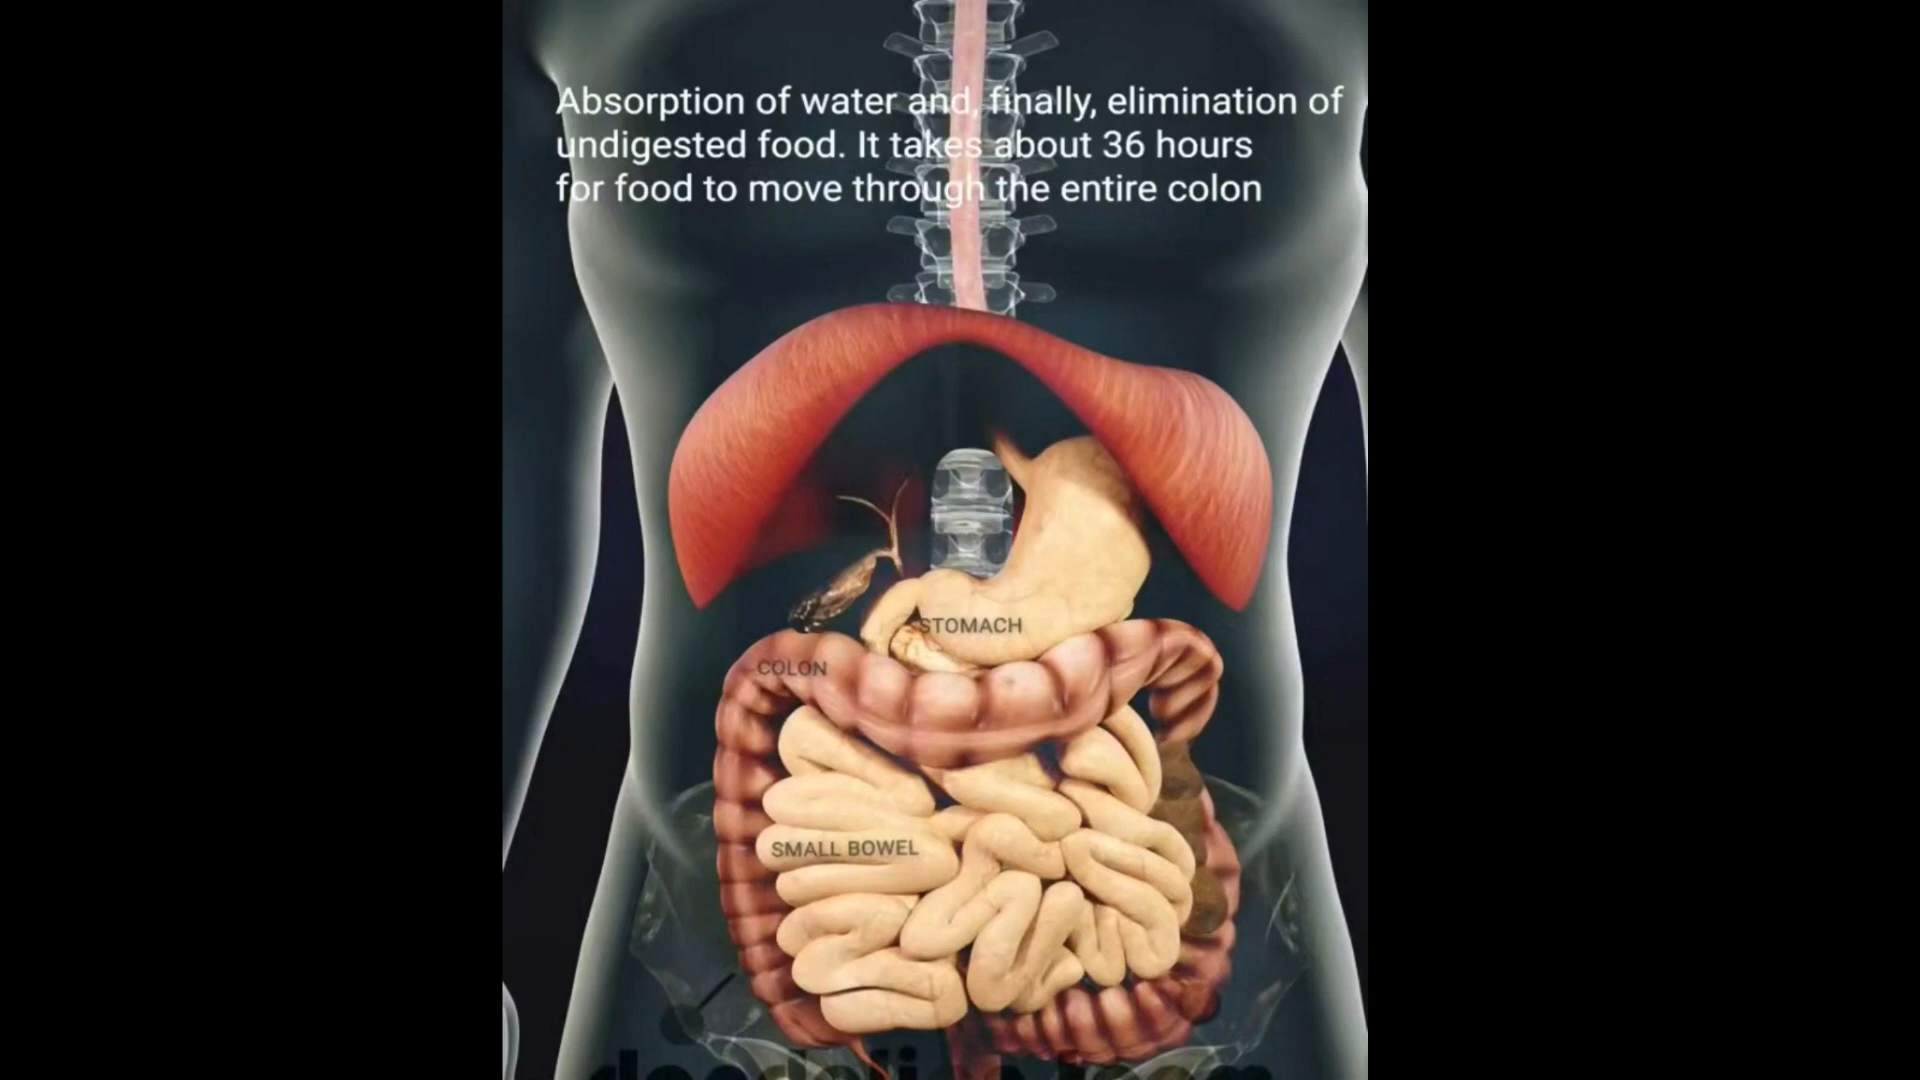 Absorption of water and, finally, elimination of
undigested food. It takes about 36 hours
for food to move through the entire colon
STOMACH
COLON
SMALL BOWEL